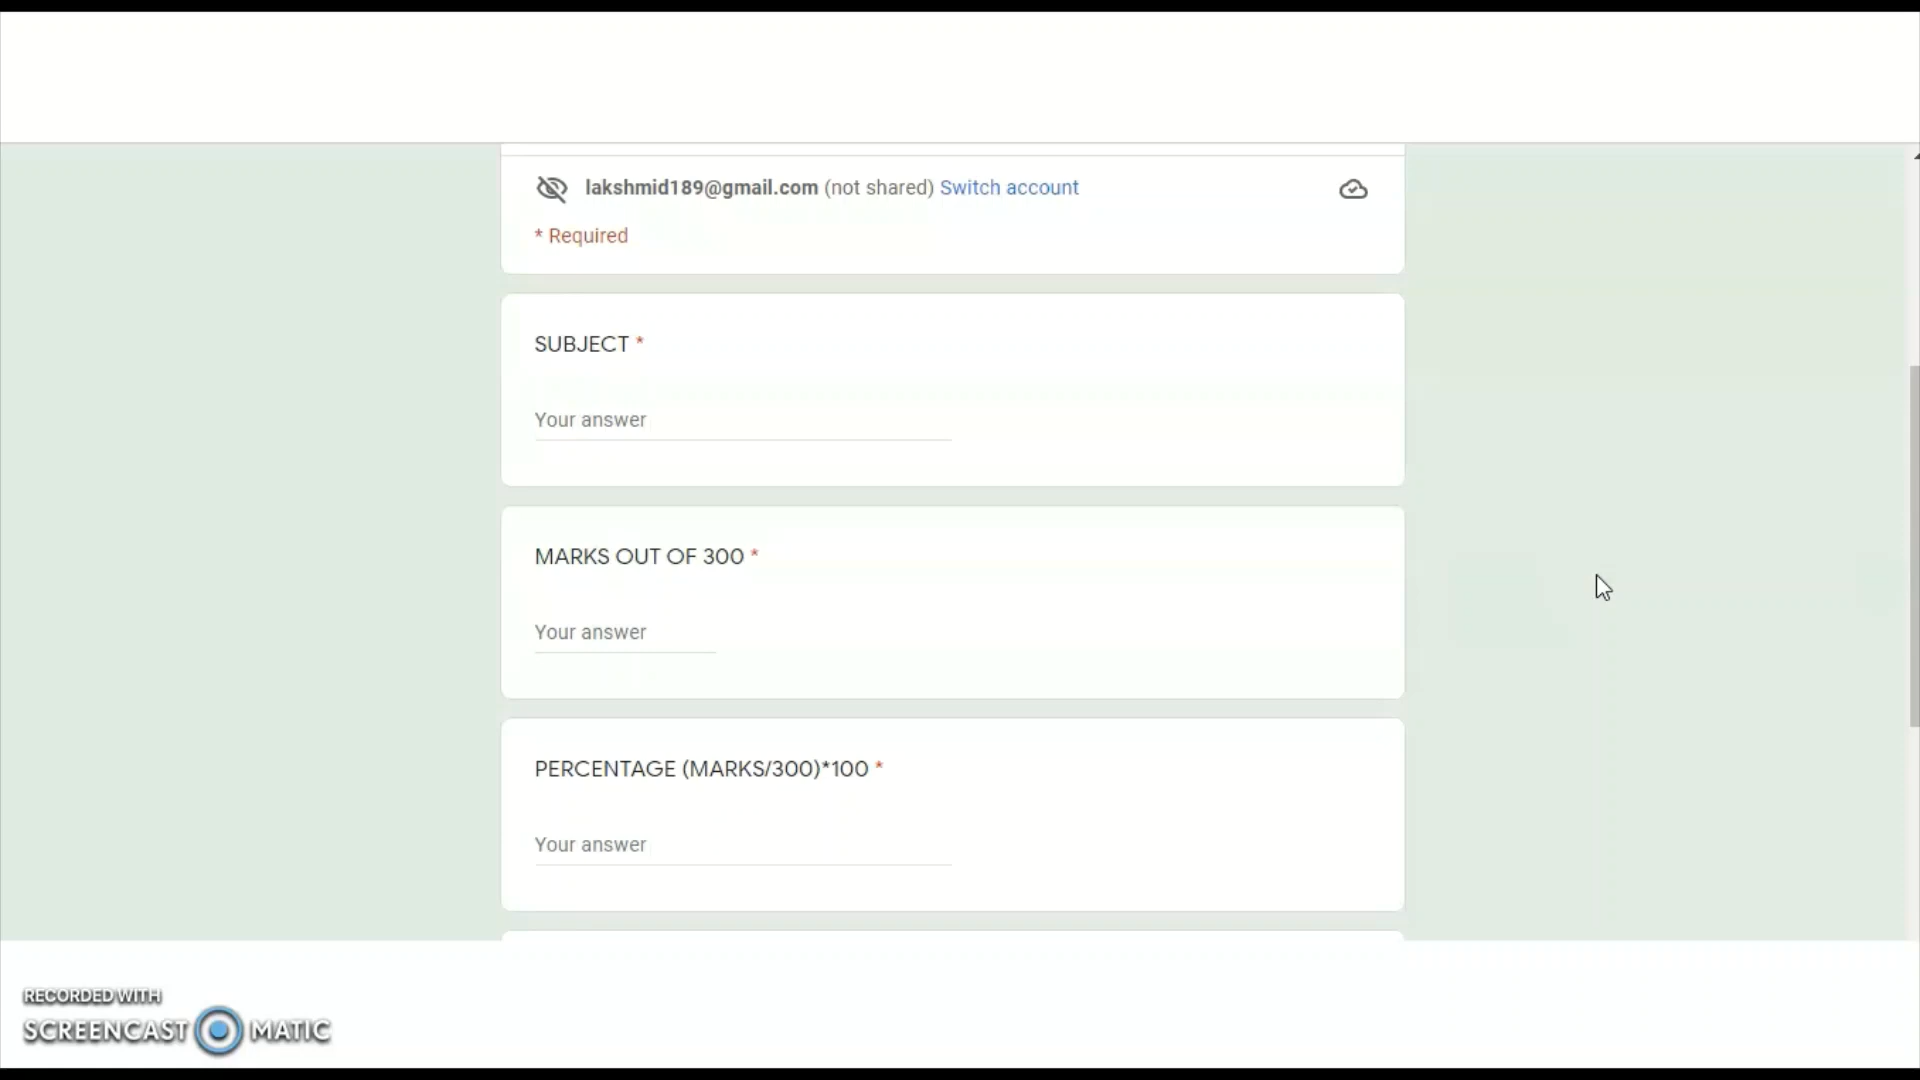 lakshmid189@gmail.com (not shared) Switch account
* Required
SUBJECT *
Your answer
MARKS OUT OF 300 *
Your answer
PERCENTAGE (MARKS/300)*100 *
Your answer
RECORDED WITH
SCREENCAST MATIC